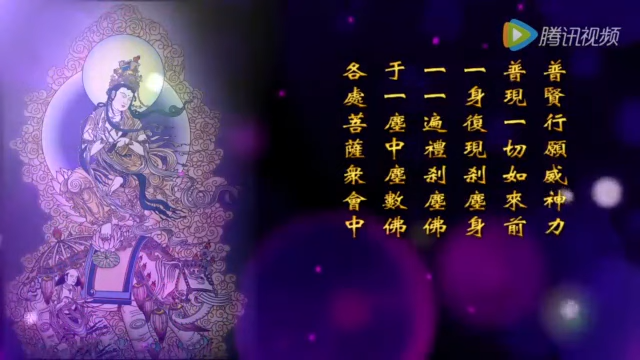 腾讯视频
普賢行願威神力
普現一切如來前
一身復現刹塵身
一一遍禮刹塵佛
于一塵中塵數佛
各處菩薩衆會中